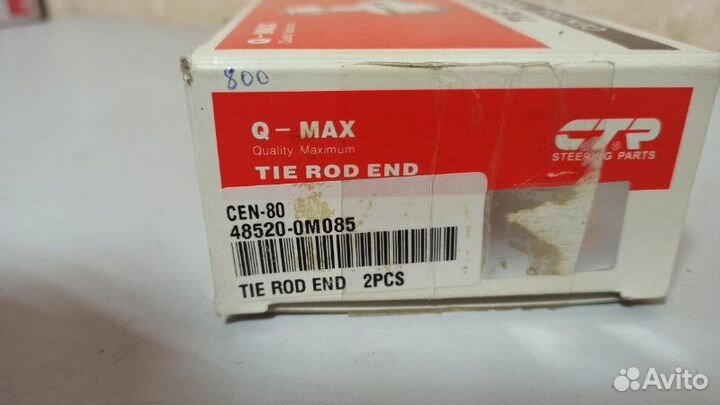 Q-MAX
800
Q-MAX
Quality Maximum
TIE ROD END
CTR
®
STEERING PARTS
CEN-80
48520-0M085
TIE ROD END 2PCS
Avito